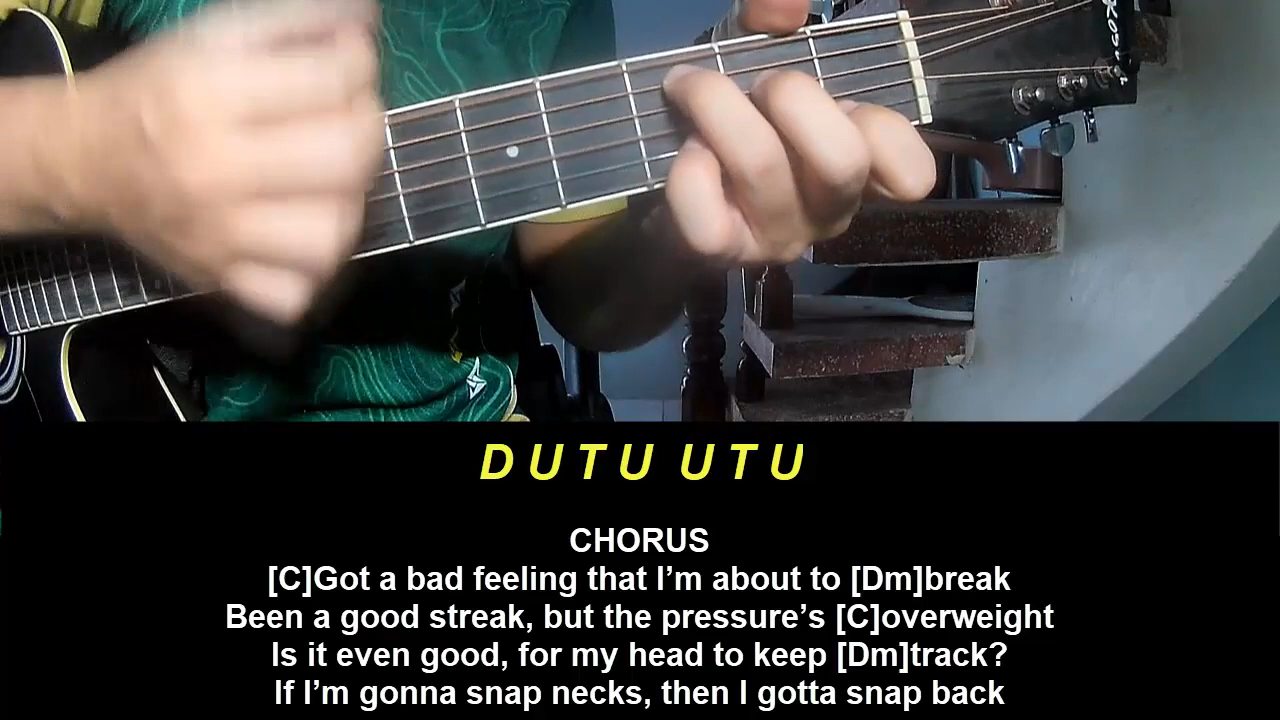 D U T U U T U
CHORUS
[C]Got a bad feeling that I’m about to [Dm]break
Been a good streak, but the pressure’s [C]overweight
Is it even good, for my head to keep [Dm]track?
If I’m gonna snap necks, then I gotta snap back